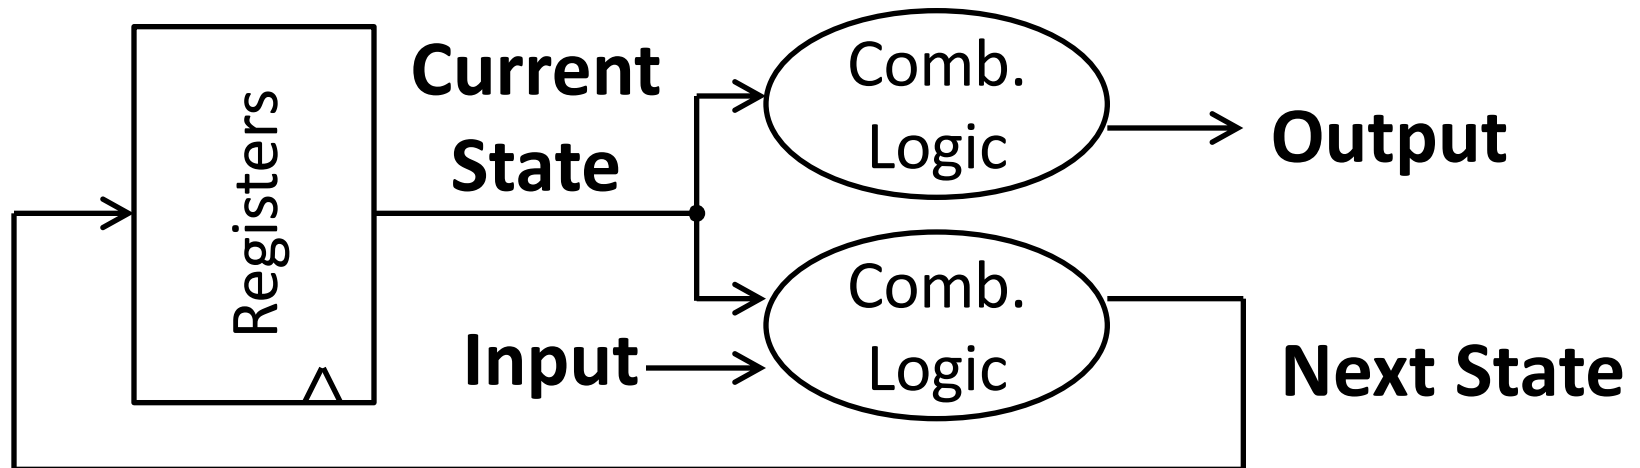 Registers
Current
State
Comb.
Logic
Output
Input
Comb.
Logic
Next State